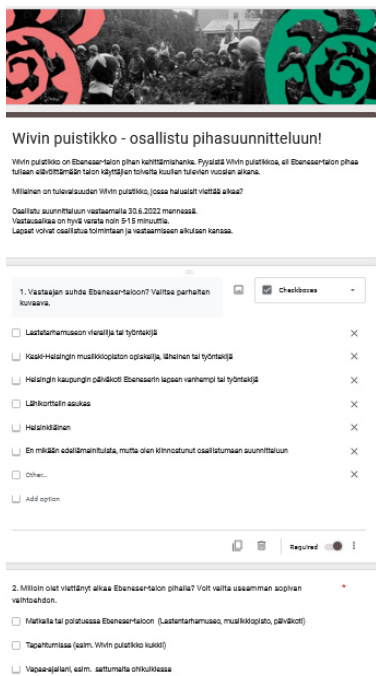 Wivin puistikko - osallistu pihasuunnitteluun!
Wivin puistikko on Ebeneser-talon pihan kehittämishanke. Fyysistä Wivin puistikkoa, eli Ebeneser-talon pihaa
tullaan elävöittämään talon käyttäjien toiveita kuullen tulevien vuosien aikana.
Millainen on tulevaisuuden Wivin puistikko, jossa haluaisit viettää aikaa?
Osallistu suunnitteluun vastaamalla 30.6.2022 mennessä.
Vastausaikaa on hyvä varata noin 5-15 minuuttia.
Lapset voivat osallistua toimintaan ja vastaamiseen aikuisen kanssa.
1. Vastaajan suhde Ebeneser-taloon? Valitse parhaiten
kuvaava.
Checkboxes
Lastetarhamuseon vierailija tai työntekijä
Keski-Helsingin musiikkiopiston opiskelija, läheinen tai työntekijä
Helsingin kaupungin päiväkoti Ebeneserin lapsen vanhempi tai työntekijä
Lähikorttelin asukas
Helsinkiläinen
En mikään edellämainituista, mutta olen kiinnostunut osallistumaan suunnitteluun
Other...
Add option
Required
2. Milloin olet viettänyt aikaa Ebeneser-talon pihalla? Voit valita useamman sopivan *
vaihtoehdon.
Matkalla tai poistuessa Ebeneser-taloon (Lastentarhamuseo, musiikkiopisto, päiväkoti)
Tapahtumissa (esim. Wivin puistikko kukkii)
Vapaa-ajallani, esim. sattumalta ohikulkiessa